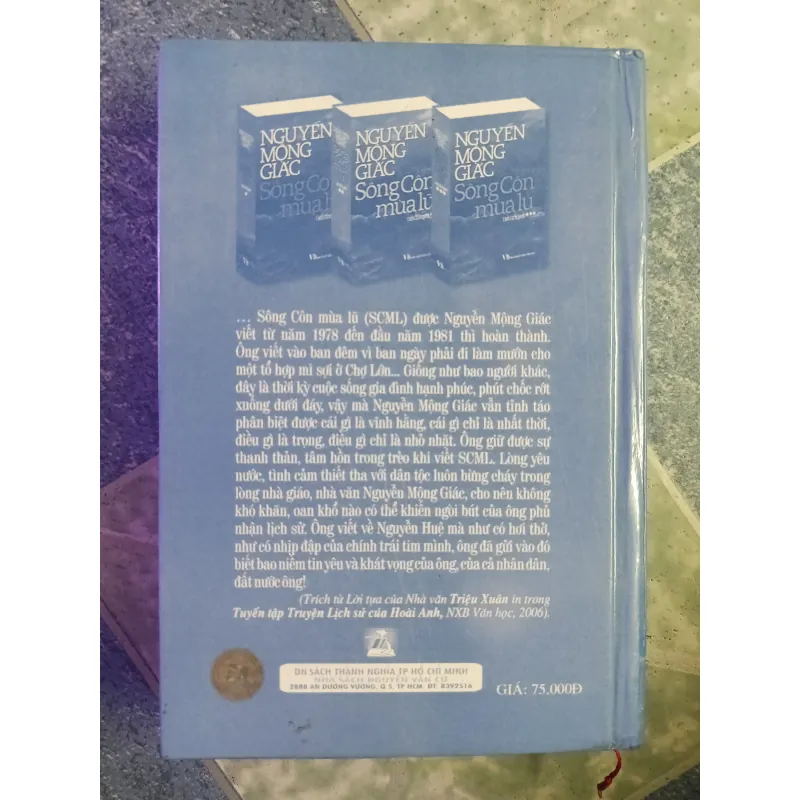 NGUYỄN
MỘNG
GIÁC
Sông Côn
mùa lũ
NGUYỄN
MỘNG
GIÁC
Sông Côn
mùa lũ
NGUYỄN
MỘNG
GIÁC
Sông Côn
mùa lũ
... Sông Côn mùa lũ (SCML) được Nguyễn Mộng Giác
viết từ năm 1978 đến đầu năm 1981 thì hoàn thành.
Ông viết vào ban đêm vì ban ngày phải đi làm mướn cho
một tổ hợp mì sợi ở Chợ Lớn... Giống như bao người khác,
đây là thời kỳ cuộc sống gia đình hạnh phúc, phút chốc rớt
xuống dưới đáy, vậy mà Nguyễn Mộng Giác vẫn tỉnh táo
phân biệt được cái gì là vĩnh hằng, cái gì chỉ là nhất thời,
điều gì là trọng, điều gì chỉ là nhỏ nhặt. Ông giữ được sự
thanh thản, tâm hồn trong trẻo khi viết SCML. Lòng yêu
nước, tình cảm thiết tha với dân tộc luôn bừng cháy trong
lòng nhà giáo, nhà văn Nguyễn Mộng Giác, cho nên không
khó khăn, oan khổ nào có thể khiến ngòi bút của ông phủ
nhận lịch sử. Ông viết về Nguyễn Huệ mà như có hơi thở,
như có nhịp đập của chính trái tim mình, ông đã gửi vào đó
biết bao niềm tin yêu và khát vọng của ông, của cả nhân dân,
đất nước ông!
(Trích từ Lời tựa của Nhà văn Triệu Xuân in trong
Tuyển tập Truyện Lịch sử của Hoài Anh, NXB Văn học, 2006).
DN SÁCH THÀNH NGHĨA TP HỒ CHÍ MINH
NHÀ SÁCH NGUYỄN VĂN CỪ
288B AN DƯƠNG VƯƠNG, Q 5, TP HCM ĐT: 8392516
GIÁ: 75.000Đ